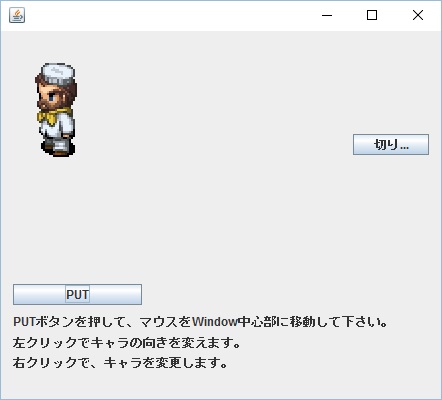 切り...
PUT
PUTボタンを押して、マウスをWindow中心部に移動して下さい。
左クリックでキャラの向きを変えます。
右クリックで、キャラを変更します。